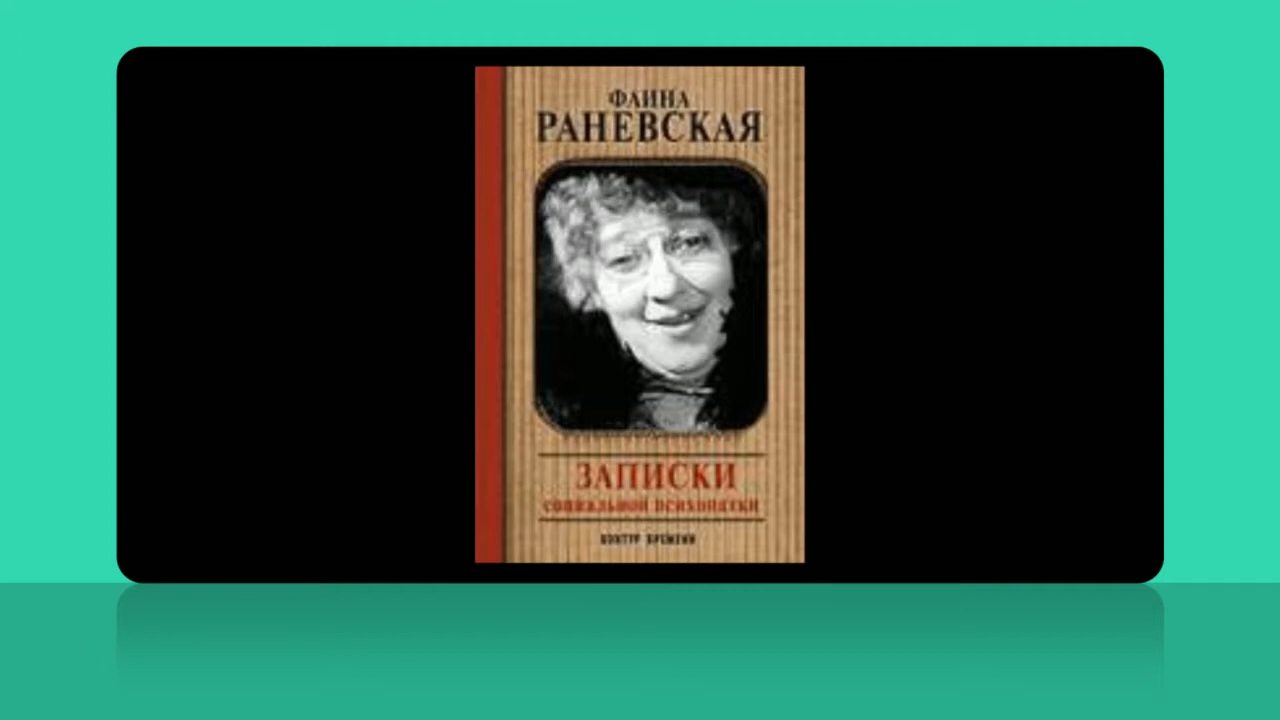 ФАИНА
РАНЕВСКАЯ
ЗАПИСКИ
социальной психопатки
КОНТУР ВРЕМЕНИ